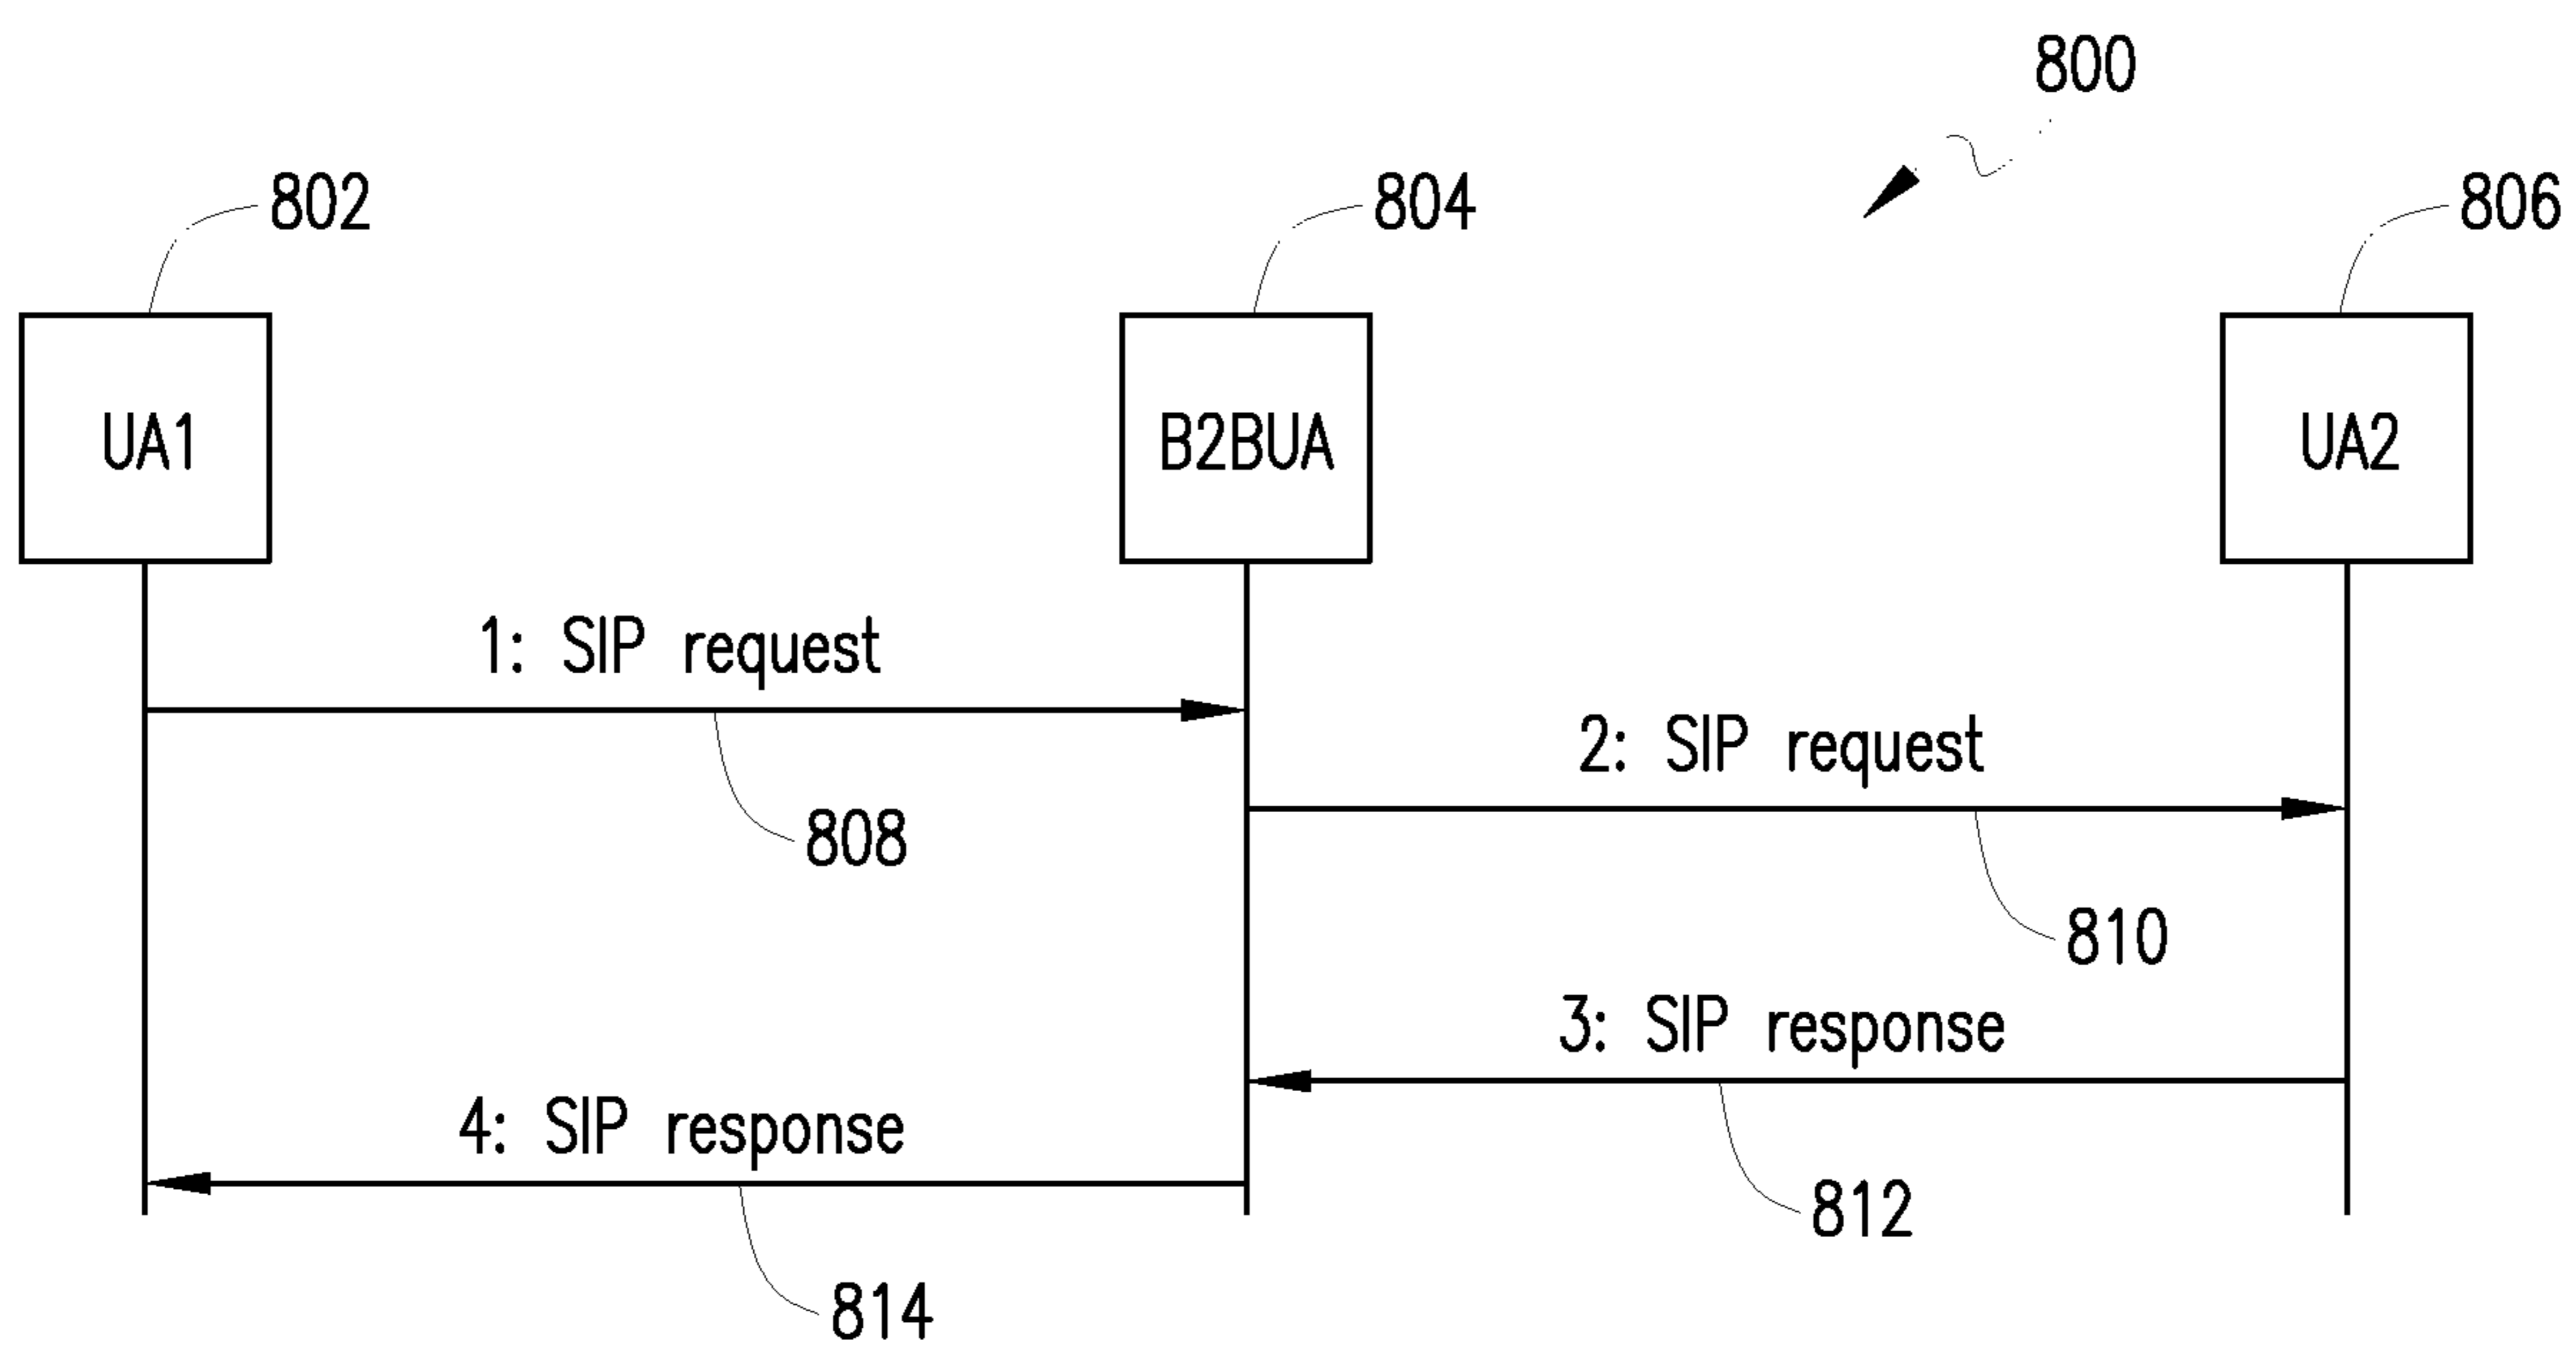 800
802
804
806
UA1
B2BUA
UA2
1: SIP request
2: SIP request
808
810
3: SIP response
4: SIP response
812
814